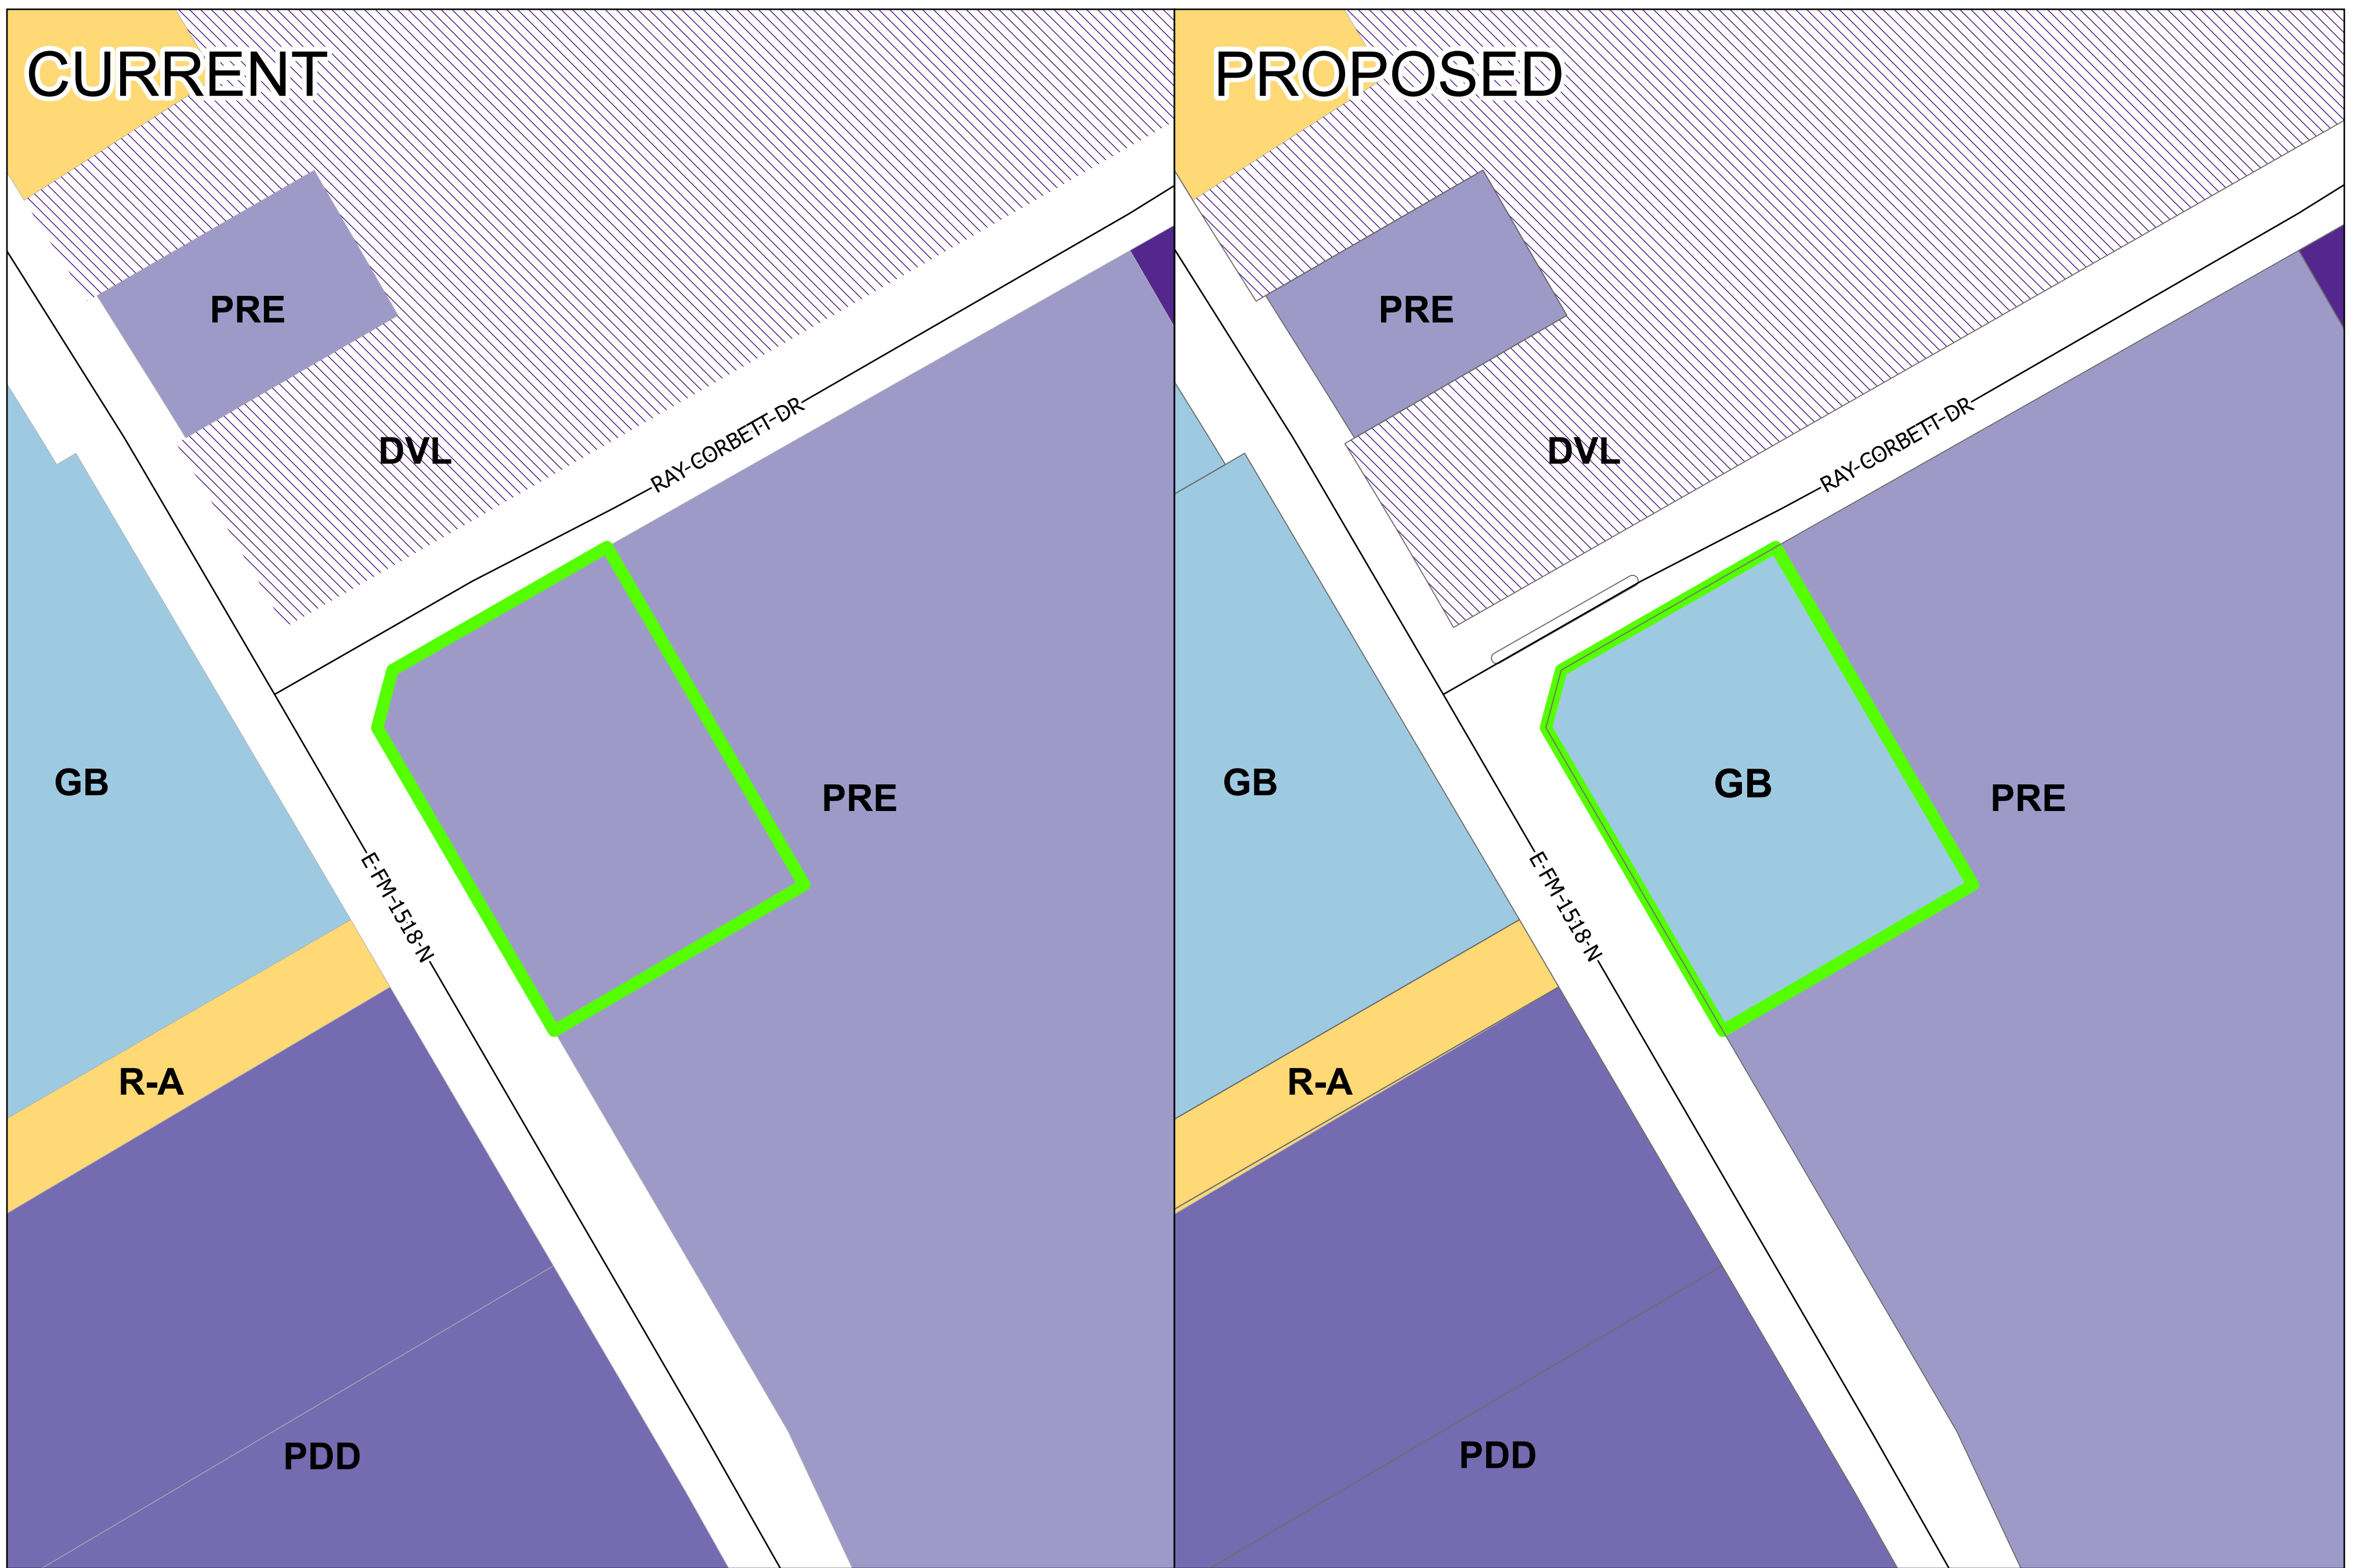 CURRENT
PRE
DVL
RAY-CORBETT-DR
GB
PRE
E-FM-1518-N
R-A
PDD
PROPOSED
PRE
DVL
RAY-CORBETT-DR
GB
GB
PRE
E-FM-1518-N
R-A
PDD